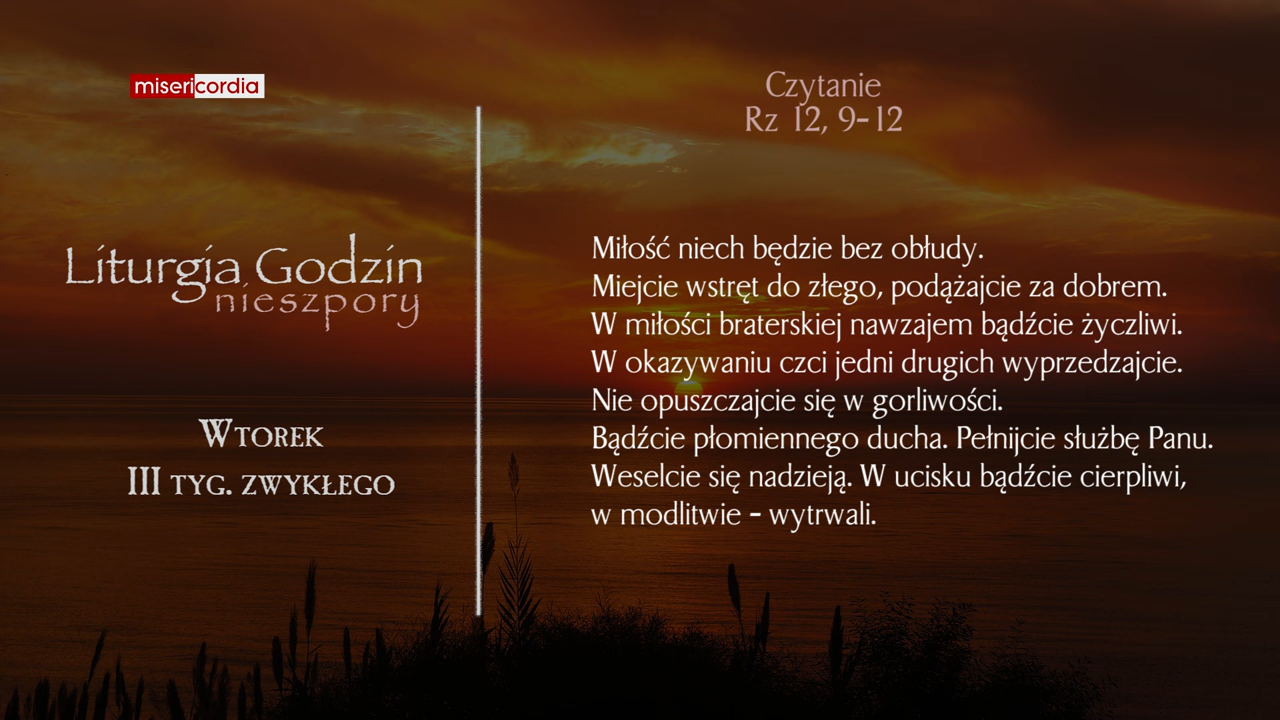 misericordia
Liturgia Godzin
nieszpory
Wtorek
III tyg. zwykłego
Czytanie
Rz 12, 9-12
Miłość niech będzie bez obłudy.
Miejcie wstręt do złego, podążajcie za dobrem.
W miłości braterskiej nawzajem bądźcie życzliwi.
W okazywaniu czci jedni drugich wyprzedzajcie.
Nie opuszczajcie się w gorliwości.
Bądźcie płomiennego ducha. Pełnijcie służbę Panu.
Weselcie się nadzieją. W ucisku bądźcie cierpliwi,
w modlitwie - wytrwali.